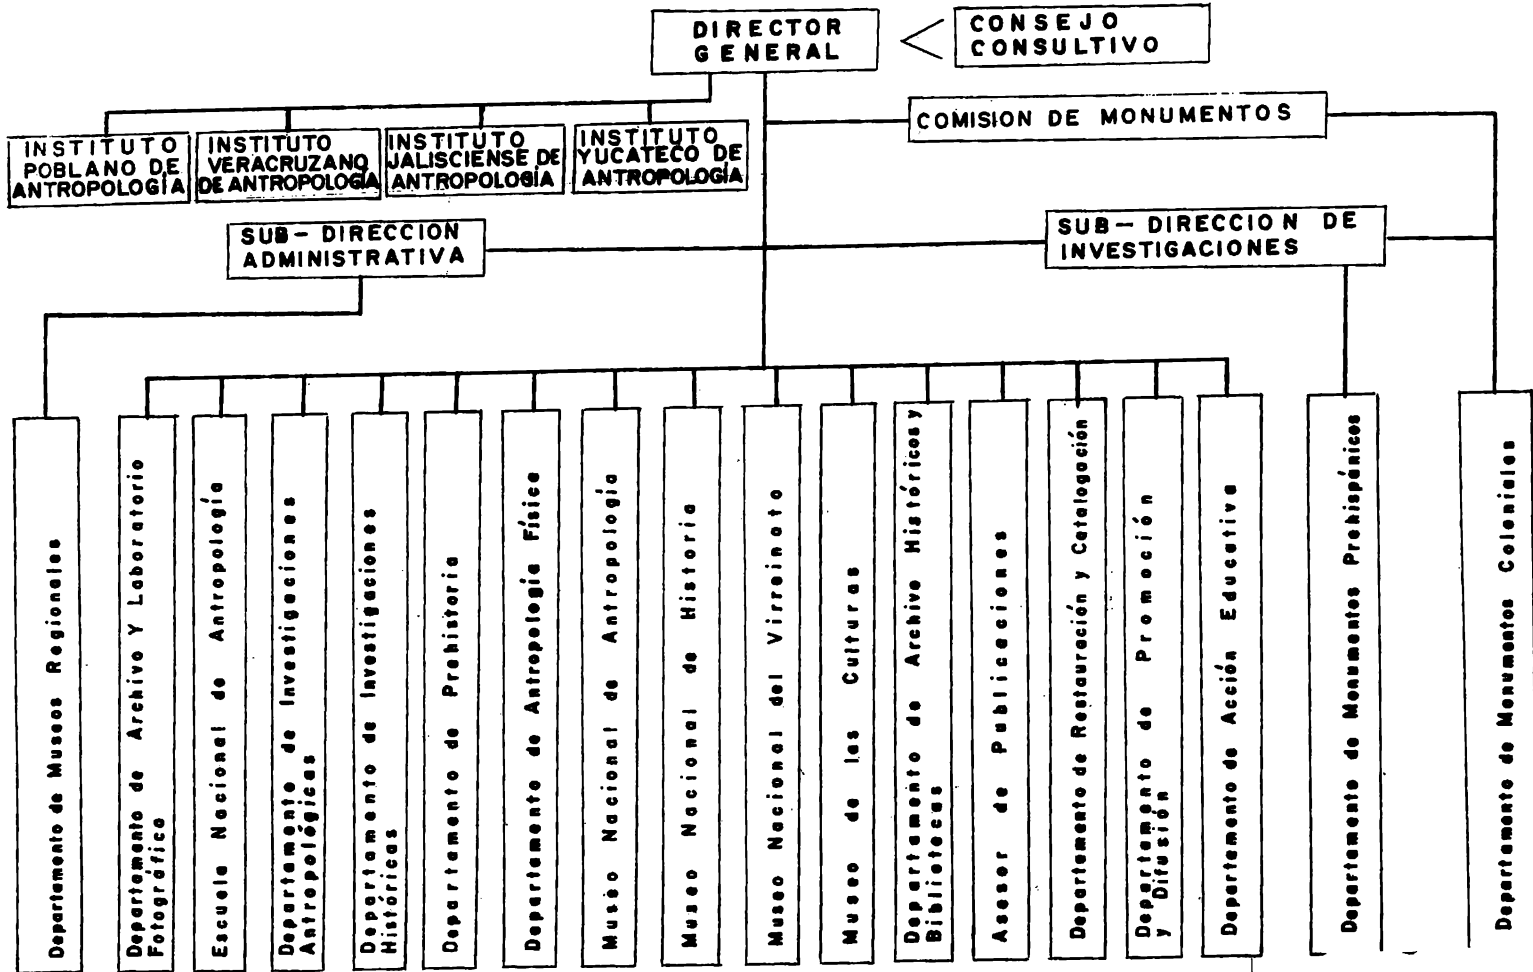 DIRECTOR
GENERAL
CONSEJO
CONSULTIVO
COMISION DE MONUMENTOS
INSTITUTO
POBLANO DE
ANTROPOLOGÍA
INSTITUTO
VERACRUZANO
DE ANTROPOLOGÍA
INSTITUTO
JALISCIENSE DE
ANTROPOLOGÍA
INSTITUTO
YUCATECO DE
ANTROPOLOGÍA
SUB-DIRECCION
ADMINISTRATIVA
SUB-DIRECCION DE
INVESTIGACIONES
Departamento de Museos Regionales
Departamento de Archivo Y Laboratorio
Fotográfico
Escuela Nacional de Antropología
Departamento de Investigaciones
Antropológicas
Departamento de Investigaciones
Históricas
Departamento de Prehistoria
Departamento de Antropología Física
Museo Nacional de Antropología
Museo Nacional de Historia
Museo Nacional del Virreinato
Museo de las Culturas
Departamento de Archivo Históricos y
Bibliotecas
Asesor de Publicaciones
Departamento de Restauración y Catalogación
Departamento de Promoción
y Difusión
Departamento de Acción Educativa
Departamento de Monumentos Prehispánicos
Departamento de Monumentos Coloniales